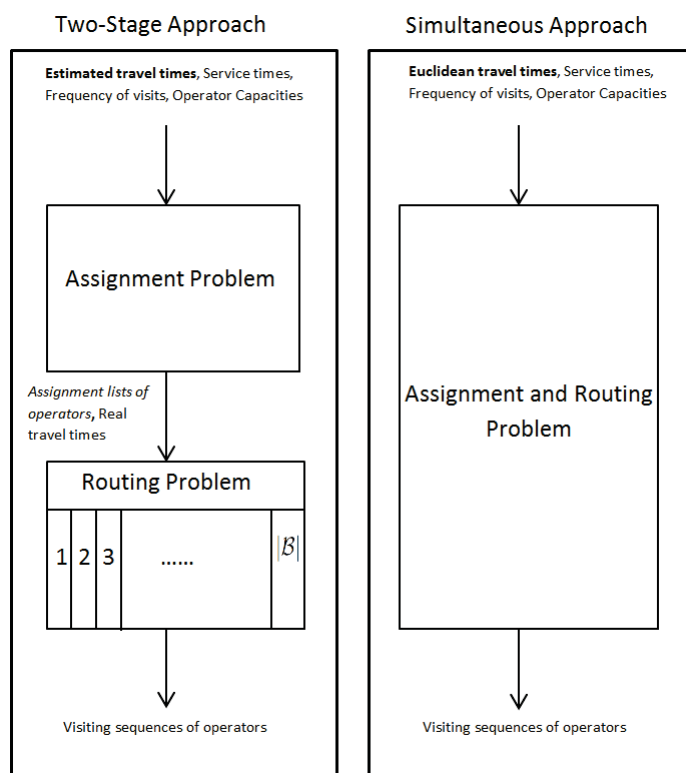 Two-Stage Approach
Estimated travel times, Service times,
Frequency of visits, Operator Capacities
Assignment Problem
Assignment lists of
operators, Real
travel times
Routing Problem
1 2 3 ...... |ℬ|
Visiting sequences of operators
Simultaneous Approach
Euclidean travel times, Service times,
Frequency of visits, Operator Capacities
Assignment and Routing
Problem
Visiting sequences of operators